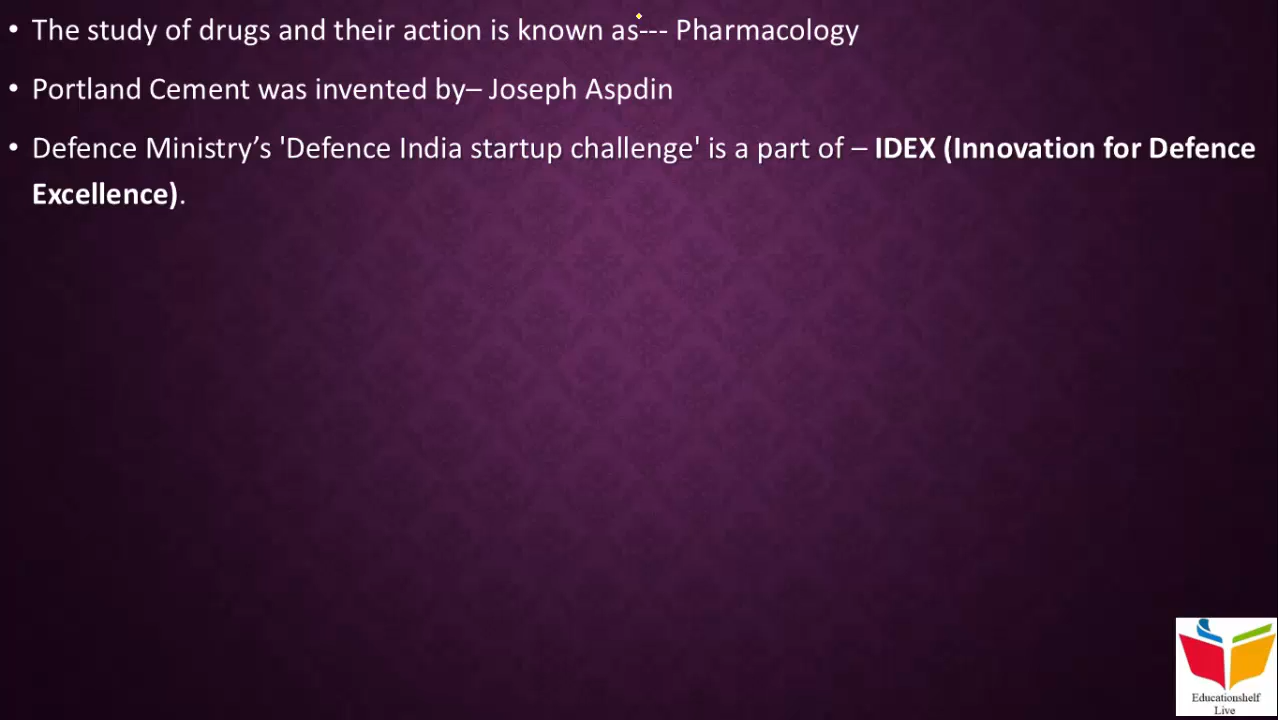 • The study of drugs and their action is known as--- Pharmacology
• Portland Cement was invented by– Joseph Aspdin
• Defence Ministry’s 'Defence India startup challenge' is a part of – IDEX (Innovation for Defence
Excellence).
Educationshelf
Live